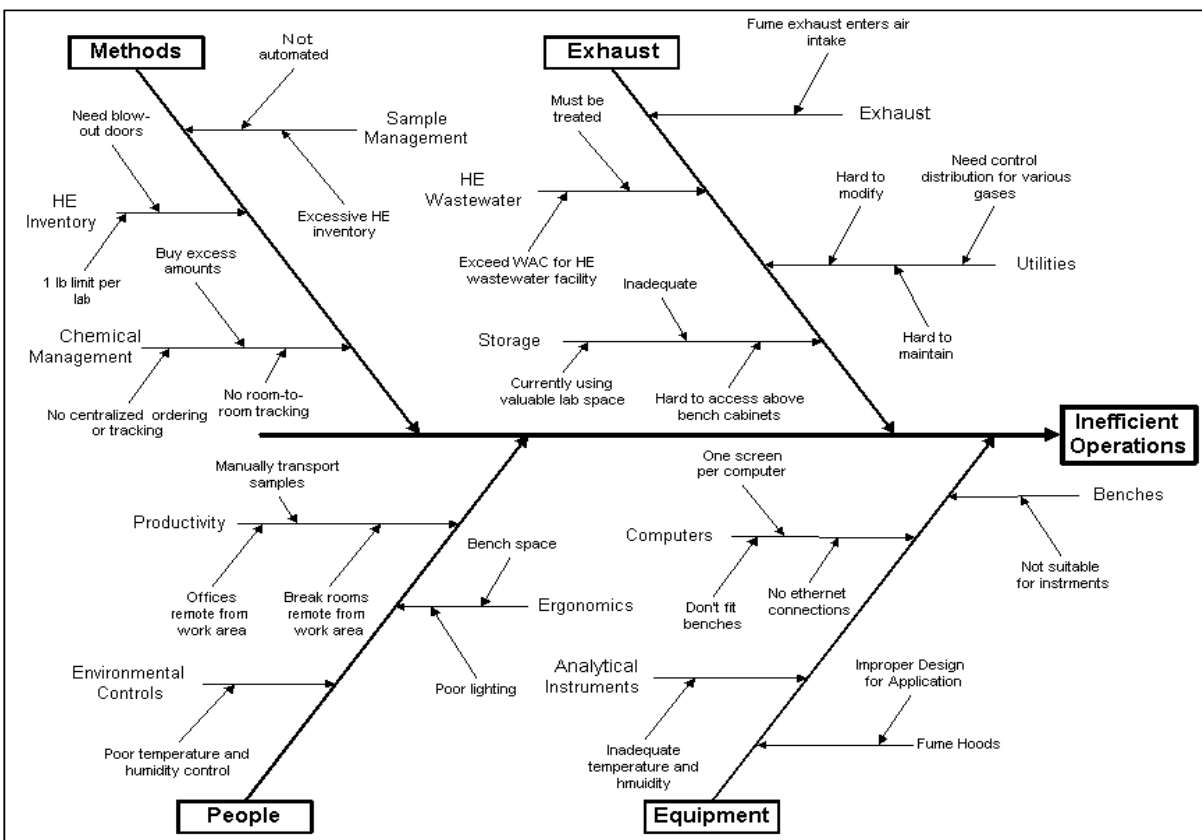 Methods
Not
automated
Need blow-
out doors
Sample
Management
HE
Inventory
Excessive HE
inventory
1 lb limit per
lab
Buy excess
amounts
Chemical
Management
No centralized ordering
or tracking
No room-to-
room tracking
Exhaust
Fume exhaust enters air
intake
Must be
treated
Exhaust
HE
Wastewater
Hard to
modify
Need control
distribution for various
gases
Exceed WAC for HE
wastewater facility
Utilities
Inadequate
Storage
Hard to
maintain
Currently using
valuable lab space
Hard to access above
bench cabinets
Inefficient
Operations
Manually transport
samples
Productivity
Bench space
Offices
remote from
work area
Break rooms
remote from
work area
Ergonomics
Environmental
Controls
Poor lighting
Poor temperature and
humidity control
People
One screen
per computer
Benches
Computers
Not suitable
for instrments
Don't fit
benches
No ethernet
connections
Analytical
Instruments
Improper Design
for Application
Inadequate
temperature and
hmuidity
Fume Hoods
Equipment